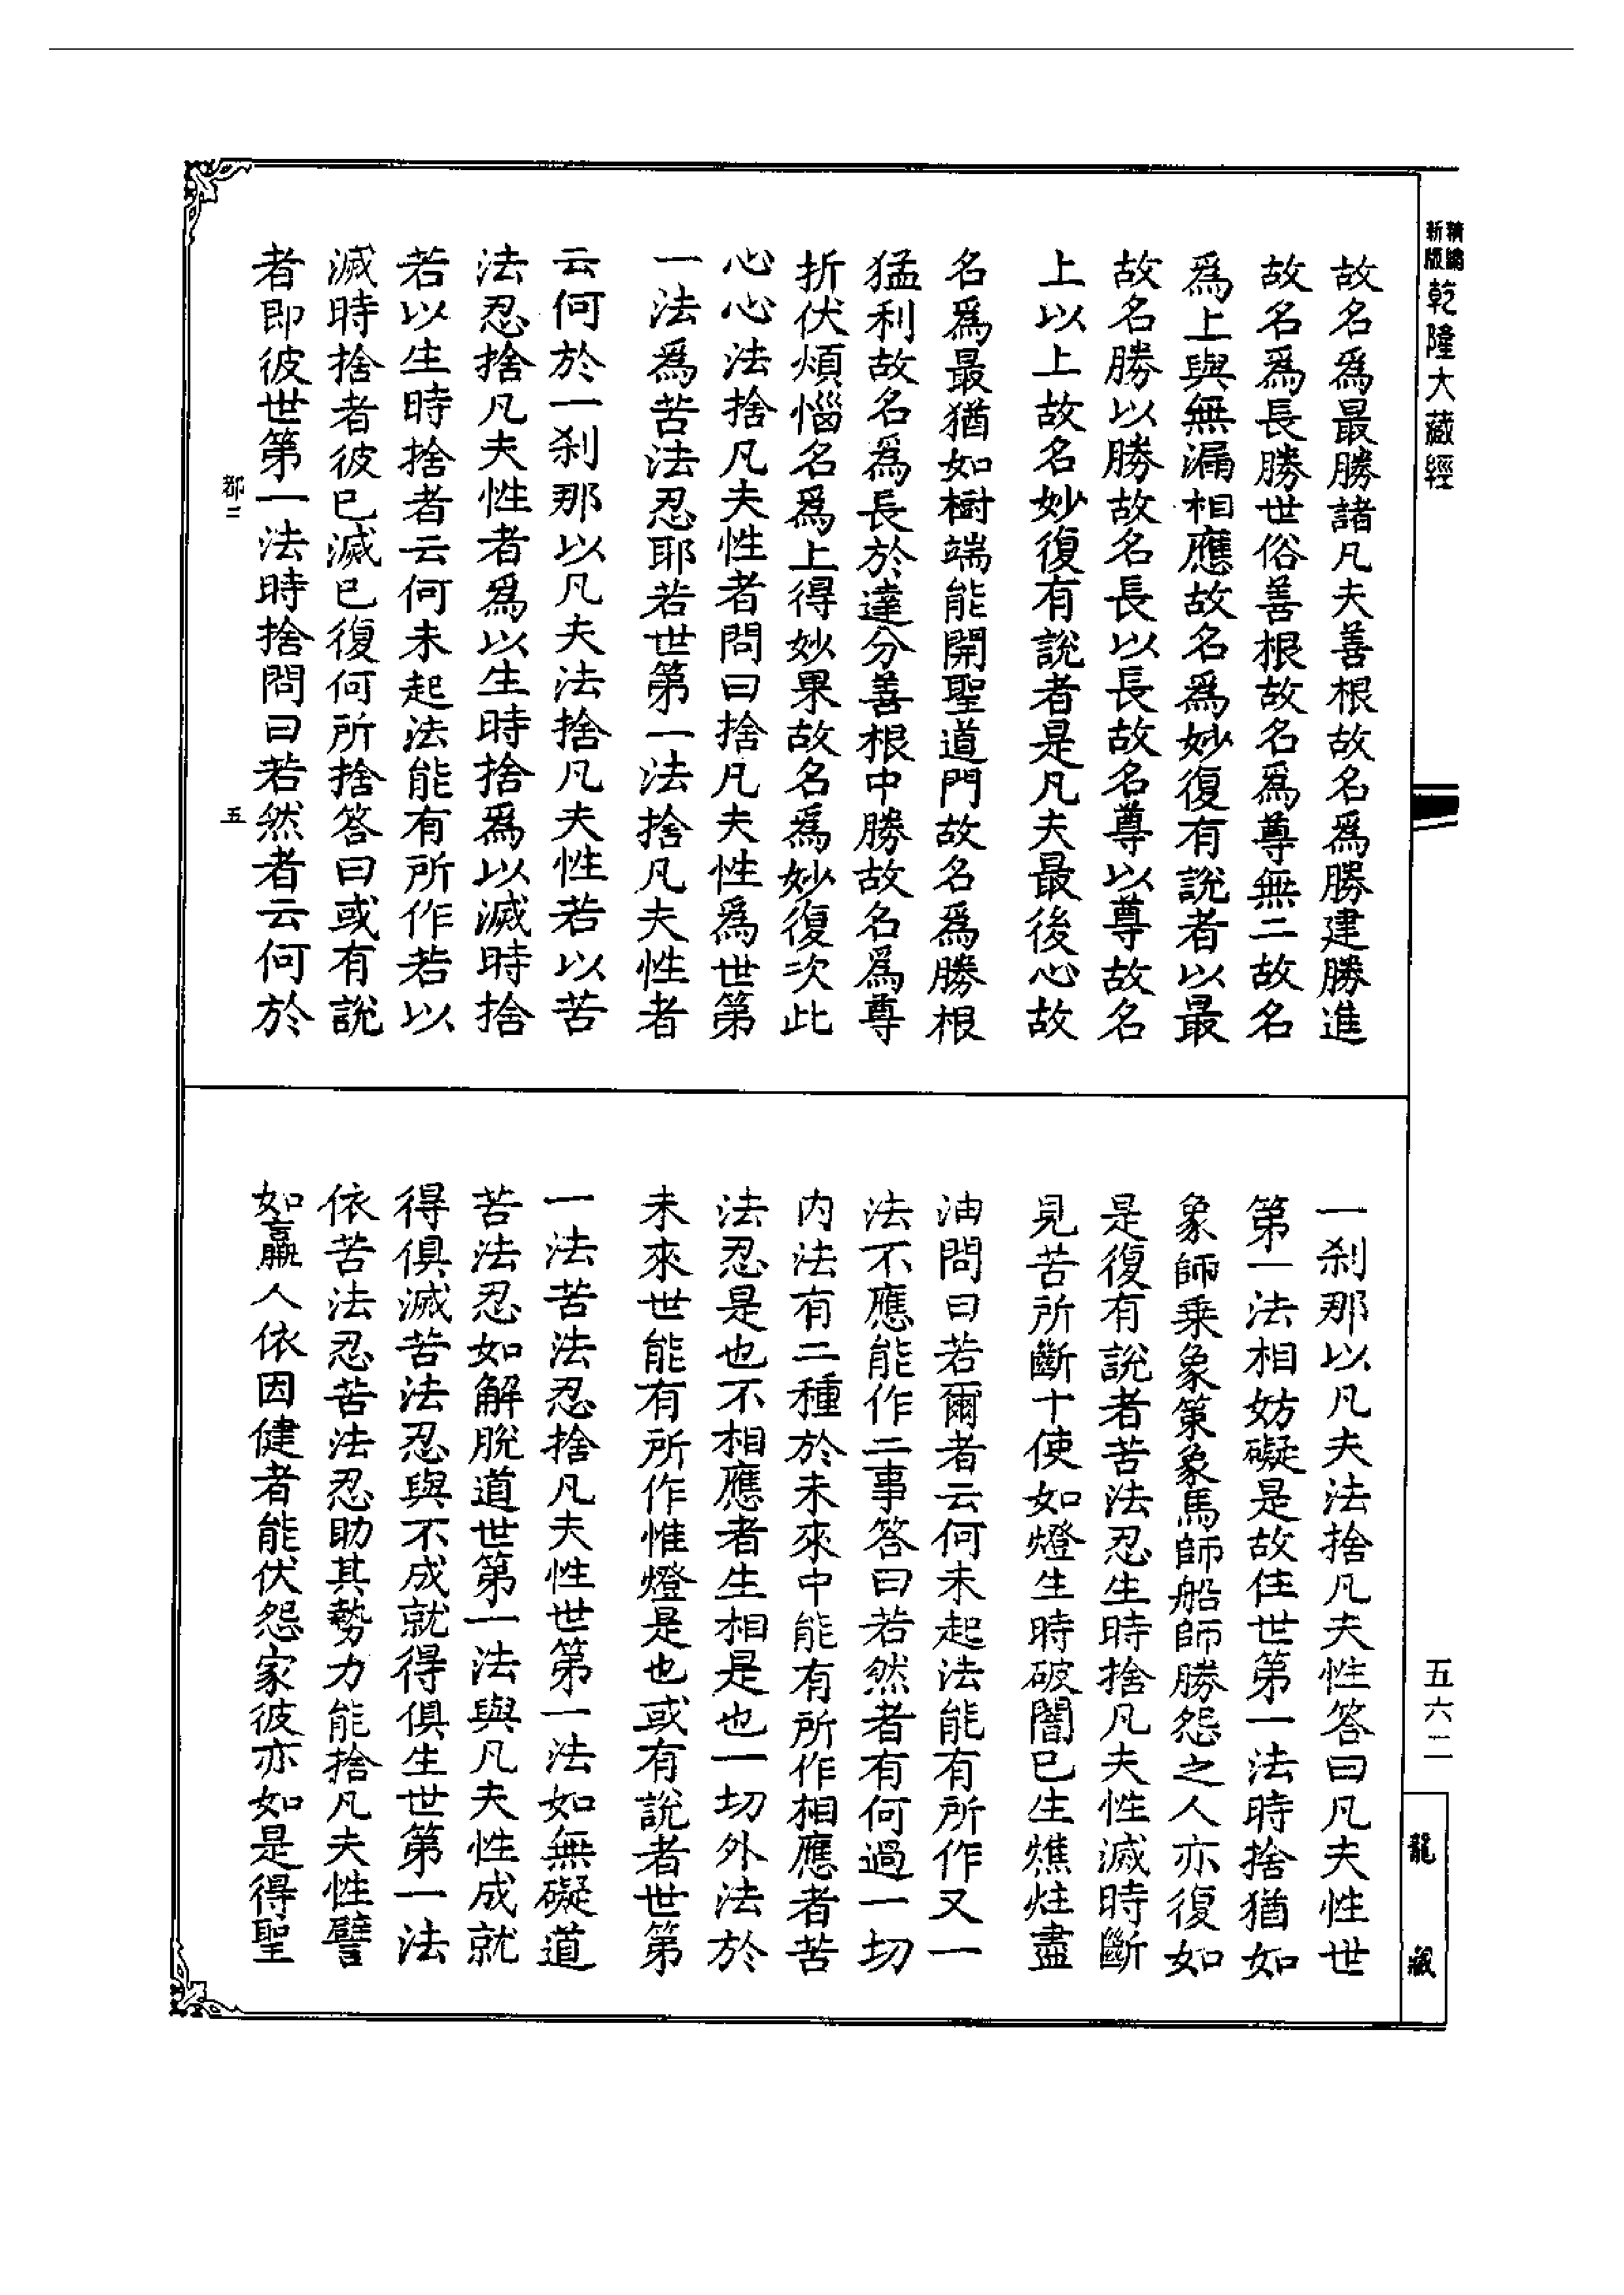 精編
新版
乾隆大藏經
故名爲最勝諸凡夫善根故名爲勝建勝進
故名爲長勝世俗善根故名爲尊無二故名
爲上與無漏相應故名爲妙復有說者以最
故名勝以勝故名長以長故名尊以尊故名
上以上故名妙復有說者是凡夫最後心故
名爲最猶如樹端能開聖道門故名爲勝根
猛利故名爲長於達分善根中勝故名爲尊
折伏煩惱名爲上得妙果故名爲妙復次此
心心法捨凡夫性者問曰捨凡夫性爲世第
一法爲苦法忍耶若世第一法捨凡夫性者
云何於一刹那以凡夫法捨凡夫性若以苦
法忍捨凡夫性者爲以生時捨爲以滅時捨
若以生時捨者云何未起法能有所作若以
滅時捨者彼已滅已復何所捨答曰或有說
者即彼世第一法時捨問曰若然者云何於
郡二
五
一刹那以凡夫法捨凡夫性答曰凡夫性世
第一法相妨礙是故住世第一法時捨猶如
象師乘象策象馬師船師勝怨之人亦復如
是復有說者苦法忍生時捨凡夫性滅時斷
見苦所斷十使如燈生時破闇已生燋炷盡
油問曰若爾者云何未起法能有所作又一
法不應能作二事答曰若然者有何過一切
內法有二種於未來中能有所作相應者苦
法忍是也不相應者生相是也一切外法於
未來世能有所作惟燈是也或有說者世第
一法苦法忍捨凡夫性世第一法如無礙道
苦法忍如解脫道世第一法與凡夫性成就
得俱滅苦法忍與不成就得俱生世第一法
依苦法忍苦法忍助其勢力能捨凡夫性譬
如羸人依因健者能伏怨家彼亦如是得聖
五六二
龍藏